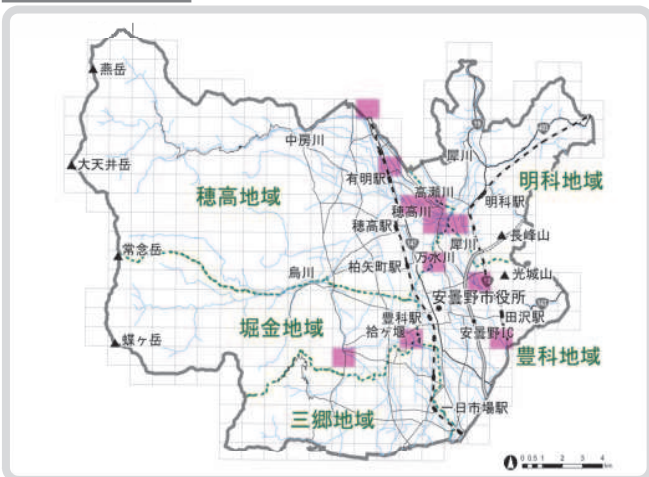 燕岳
中房川
犀川
大天井岳
有明駅
高瀬川
明科地域
穂高地域
穂高川
明科駅
穂高駅
犀川
長峰山
常念岳
万水川
烏川
柏矢町駅
光城山
安曇野市役所
堀金地域
豊科駅
田沢駅
拾ケ堰
安曇野IC
蝶ヶ岳
豊科地域
三郷地域
一日市場駅
0 0.5 1 2 3 4
km